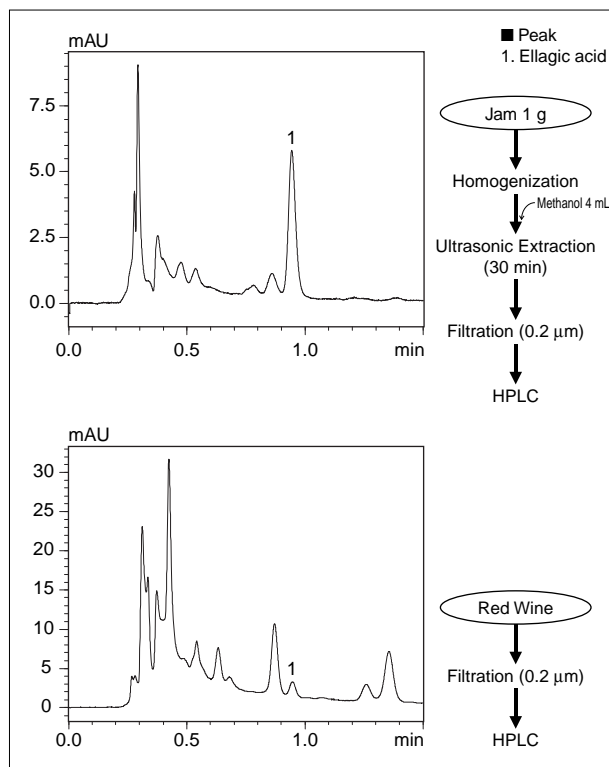 mAU
7.5
5.0
2.5
0.0
0.0 0.5 1.0 min
1
■ Peak
1. Ellagic acid
Jam 1 g
Homogenization
Methanol 4 mL
Ultrasonic Extraction
(30 min)
Filtration (0.2 μm)
HPLC
mAU
30
25
20
15
10
5
0
0.0 0.5 1.0 min
1
Red Wine
Filtration (0.2 μm)
HPLC